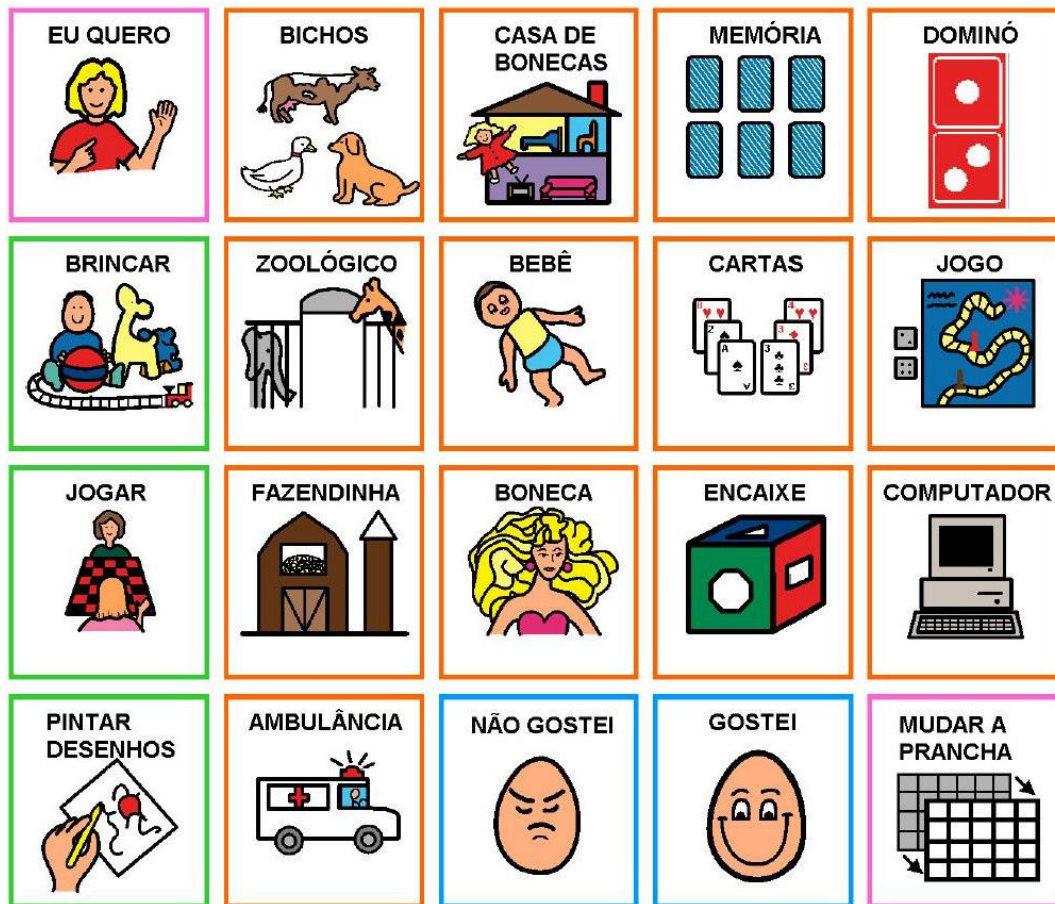 EU QUERO
BICHOS
CASA DE
BONECAS
MEMÓRIA
DOMINÓ
BRINCAR
ZOOLÓGICO
BEBÊ
CARTAS
JOGO
JOGAR
FAZENDINHA
BONECA
ENCAIXE
COMPUTADOR
PINTAR
DESENHOS
AMBULÂNCIA
NÃO GOSTEI
GOSTEI
MUDAR A
PRANCHA